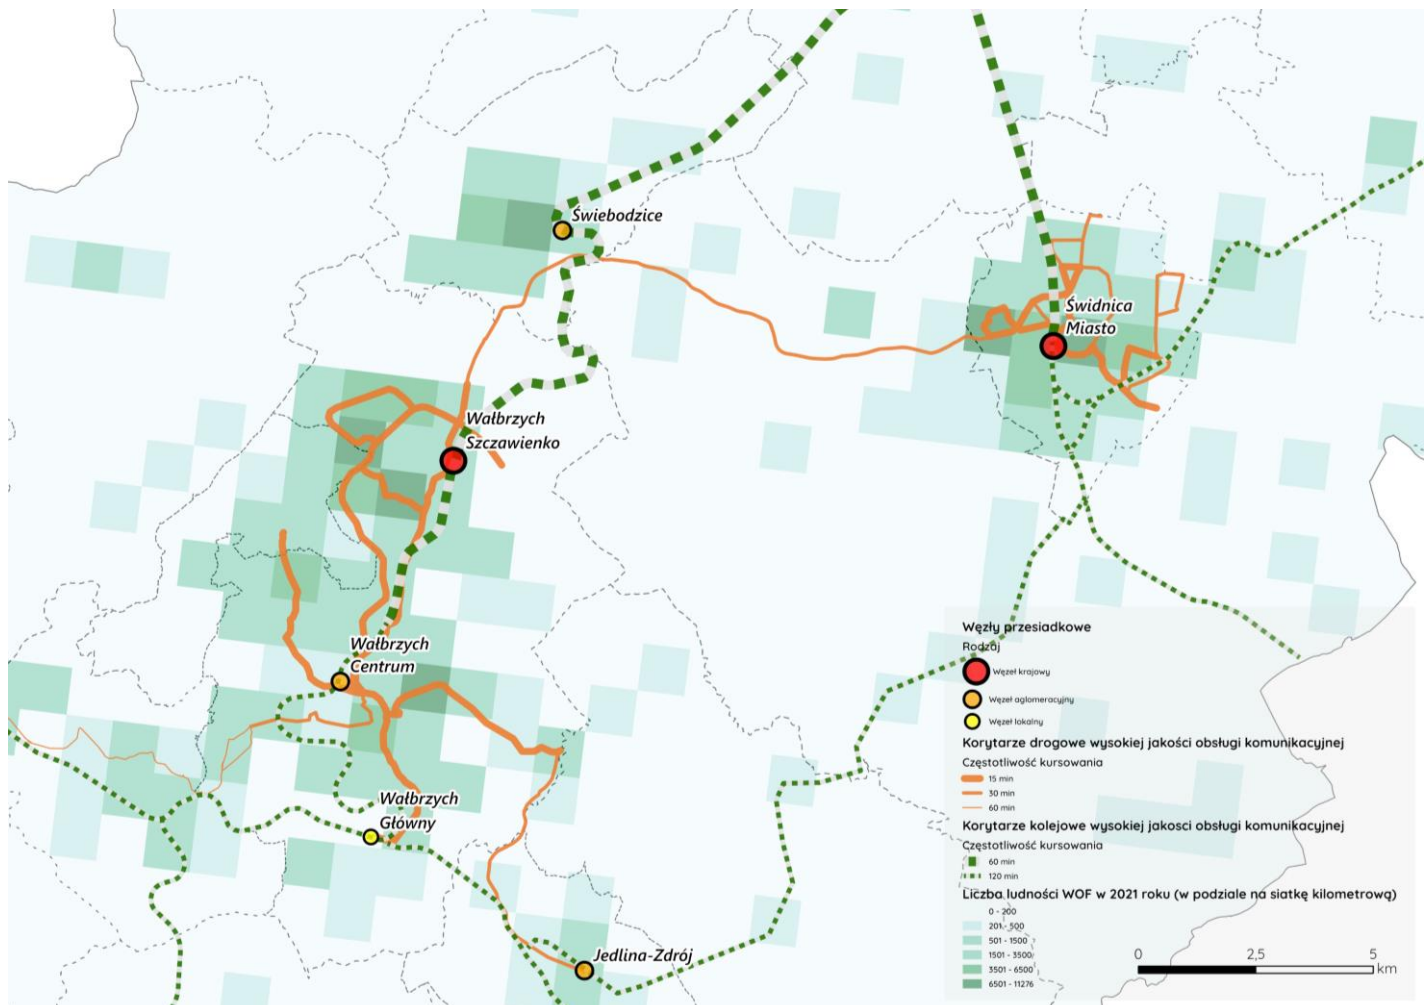 Świebodzice
Świdnica
Miasto
Wałbrzych
Szczawienko
Wałbrzych
Centrum
Wałbrzych
Główny
Jedlina-Zdrój
Węzły przesiadkowe
Rodzaj
Węzeł krajowy
Węzeł aglomeracyjny
Węzeł lokalny
Korytarze drogowe wysokiej jakości obsługi komunikacyjnej
Częstotliwość kursowania
15 min
30 min
60 min
Korytarze kolejowe wysokiej jakosci obsługi komunikacyjnej
Częstotliwość kursowania
60 min
120 min
Liczba ludności WOF w 2021 roku (w podziale na siatkę kilometrową)
0 - 200
201 - 500
501 - 1500
1501 - 3500
3501 - 6500
6501 - 11276
0 2,5 5
km